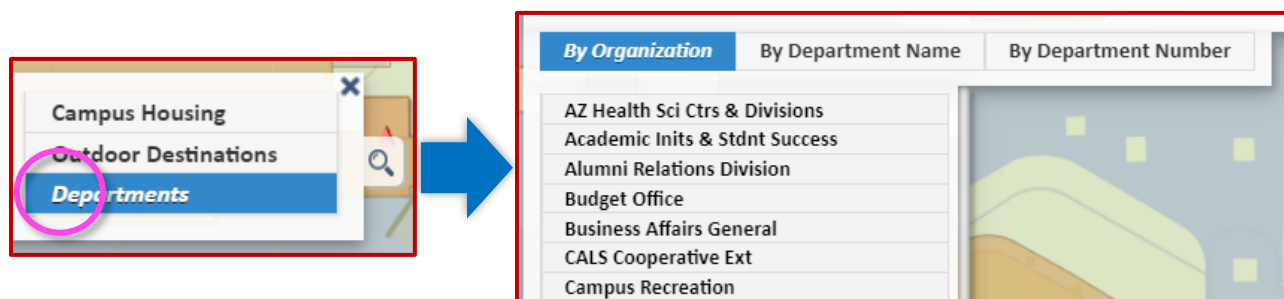 Campus Housing
Outdoor Destinations
Departments
By Organization By Department Name By Department Number
AZ Health Sci Ctrs & Divisions
Academic Inits & Stdnt Success
Alumni Relations Division
Budget Office
Business Affairs General
CALS Cooperative Ext
Campus Recreation